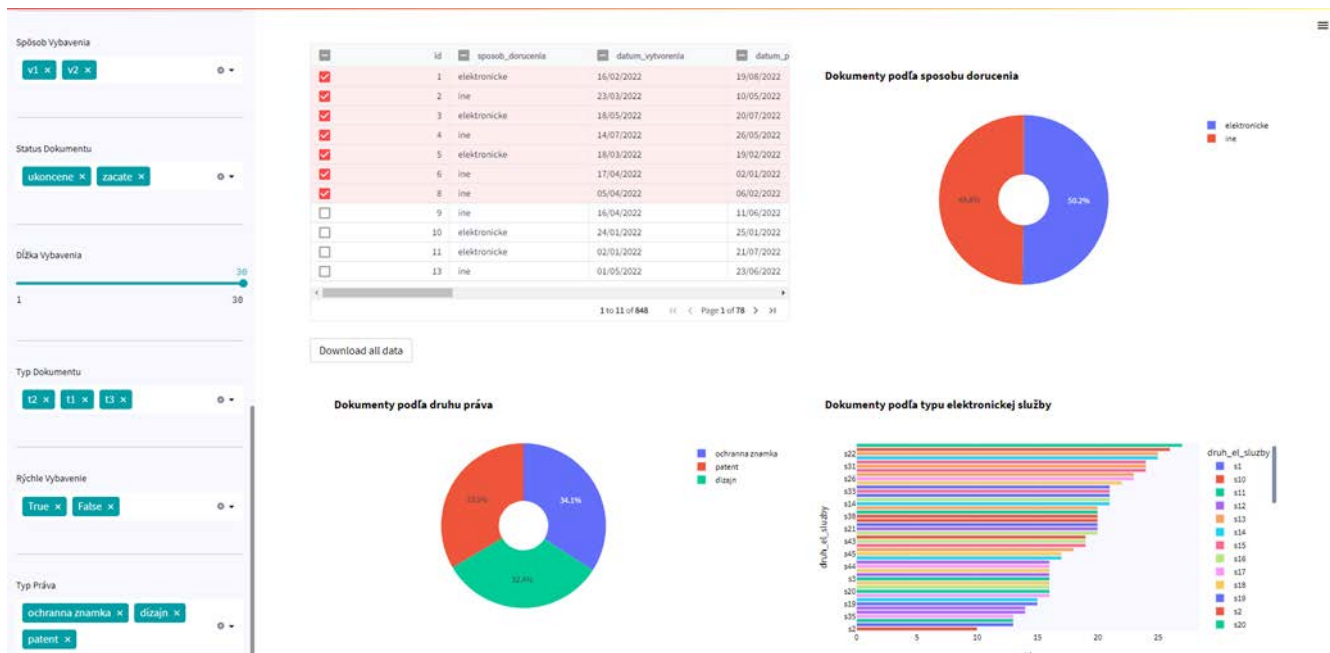 Spôsob Vybavenia
v1 × v2 ×
Status Dokumentu
ukoncene × zacate ×
Dĺžka Vybavenia
30
1 30
Typ Dokumentu
t2 × t1 × t3 ×
Rýchle Vybavenie
True × False ×
Typ Práva
ochranna znamka × dizajn ×
patent ×
id sposob_dorucenia datum_vytvorenia datum_p
1 elektronicke 16/02/2022 19/08/2022
2 ine 23/03/2022 10/05/2022
3 elektronicke 18/05/2022 20/07/2022
4 ine 14/07/2022 26/05/2022
5 elektronicke 18/03/2022 19/02/2022
6 ine 17/04/2022 02/01/2022
8 ine 05/04/2022 06/02/2022
9 ine 16/04/2022 11/06/2022
10 elektronicke 24/01/2022 25/01/2022
11 elektronicke 02/01/2022 21/07/2022
13 ine 01/05/2022 23/06/2022
1 to 11 of 848 Page 1 of 78
Download all data
Dokumenty podľa sposobu dorucenia
elektronicke
ine
49.8% 50.2%
Dokumenty podľa druhu práva
ochranna znamka
patent
dizajn
34.1%
32.4%
Dokumenty podľa typu elektronickej služby
druh_el_sluzby
s22
s31
s26
s33
s14
s38
s21
s43
s45
s44
s3
s20
s19
s35
s2
0 5 10 15 20 25
druh_el_sluzby
s1
s10
s11
s12
s13
s14
s15
s16
s17
s18
s19
s2
s20